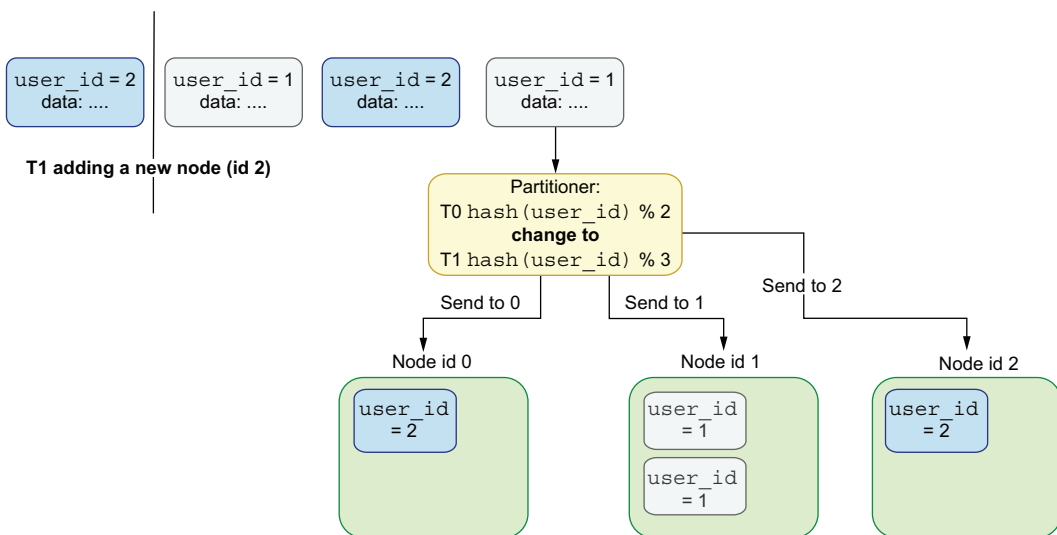 user_id = 2
data: ....
user_id = 1
data: ....
user_id = 2
data: ....
user_id = 1
data: ....
T1 adding a new node (id 2)
Partitioner:
T0 hash(user_id) % 2
change to
T1 hash(user_id) % 3
Send to 0
Send to 1
Send to 2
Node id 0
Node id 1
Node id 2
user_id
= 2
user_id
= 1
user_id
= 1
user_id
= 2